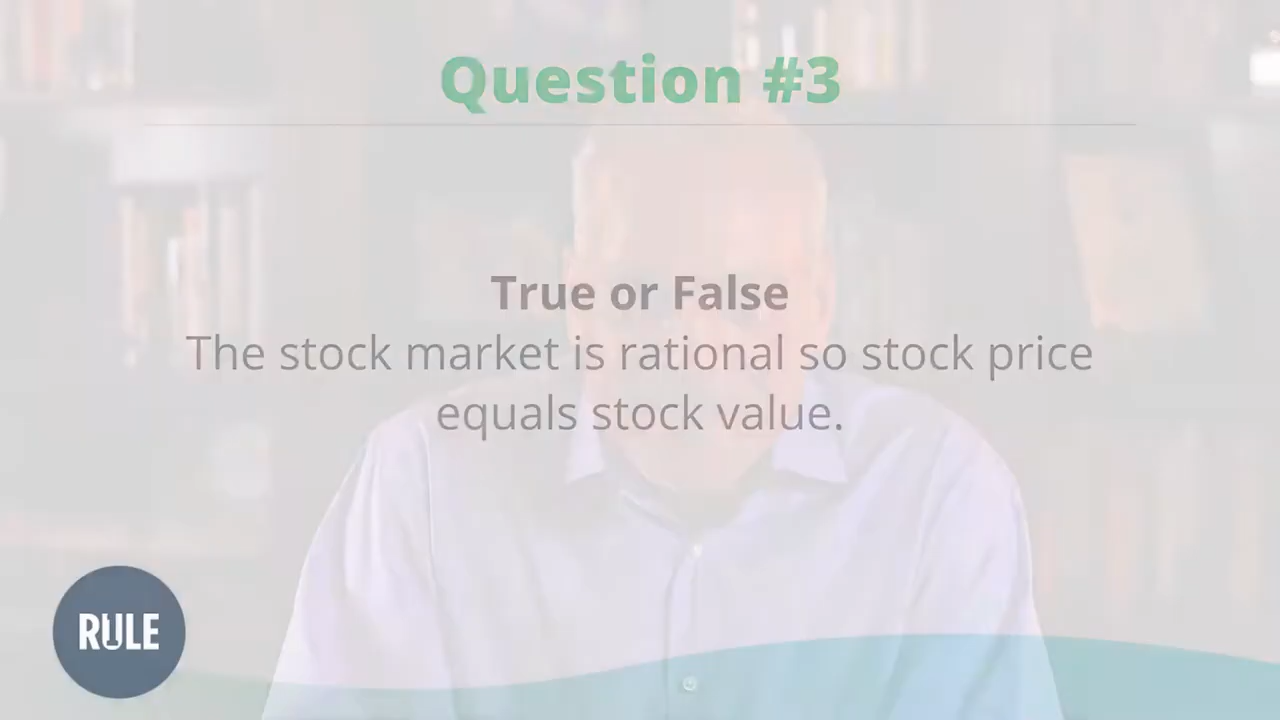 Question #3
True or False
The stock market is rational so stock price
equals stock value.
RULE